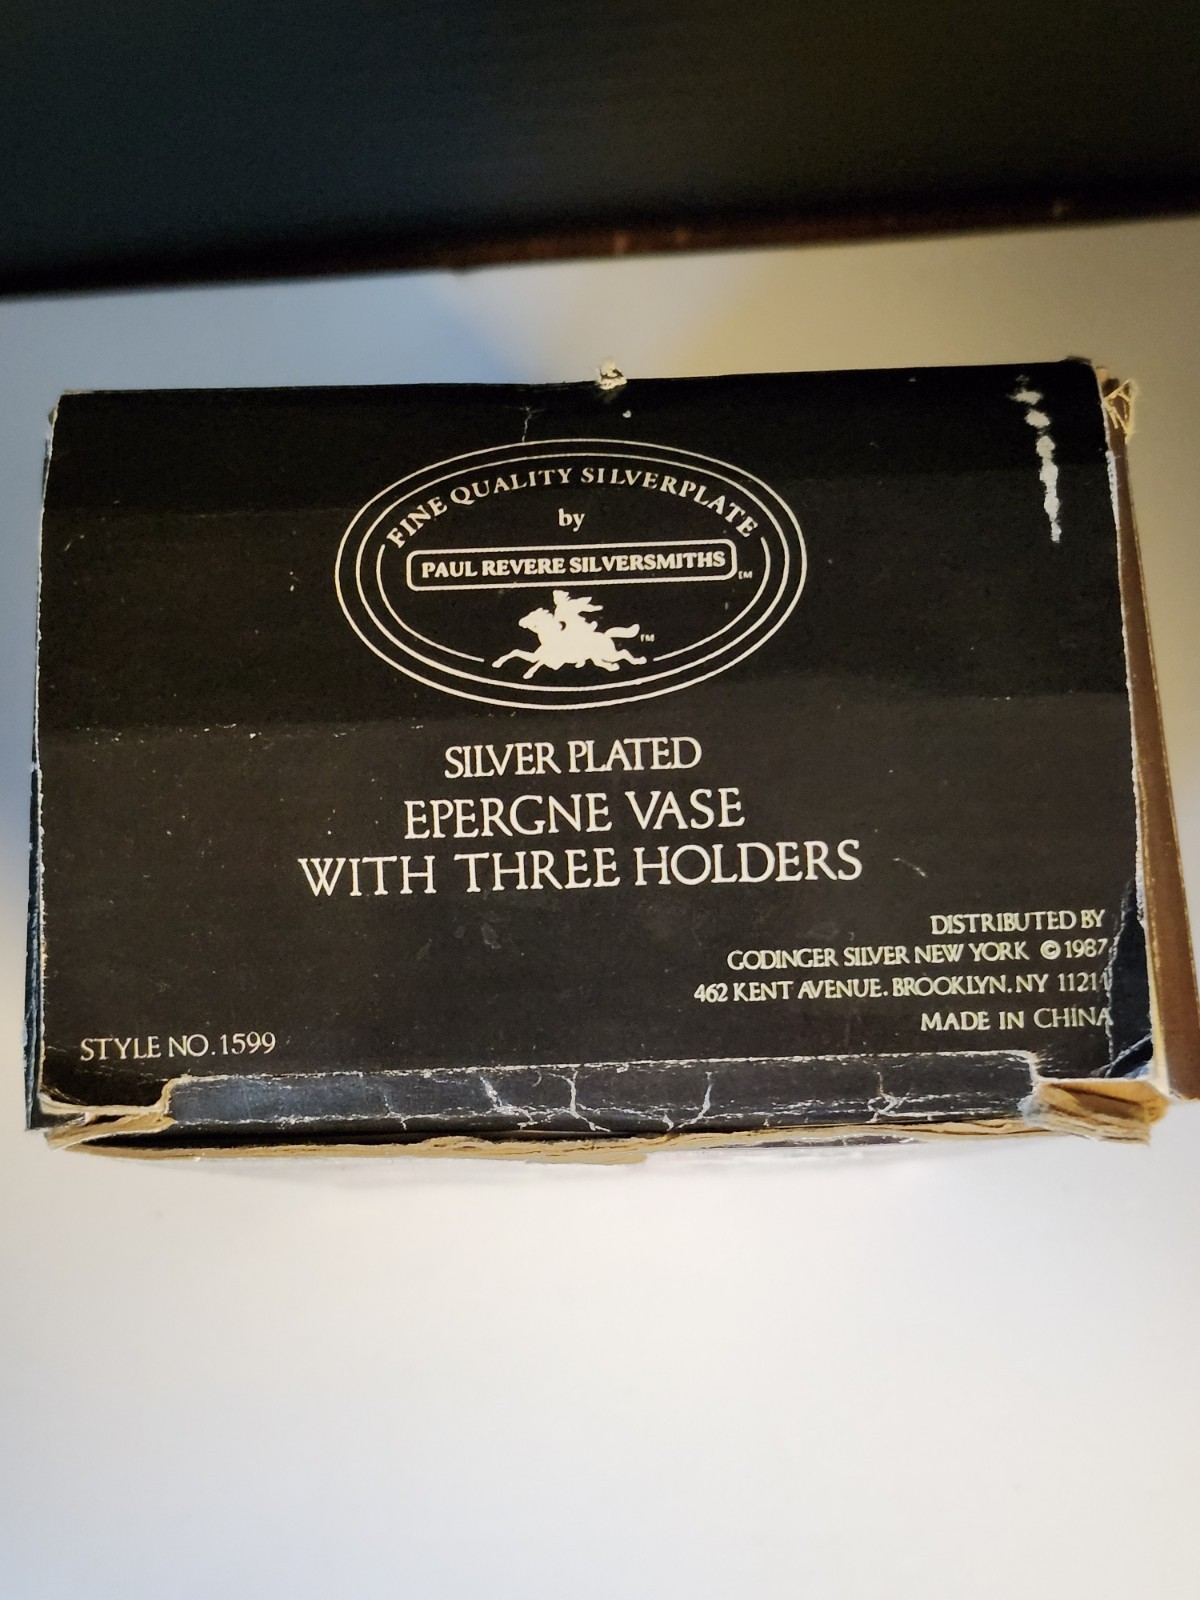 FINE QUALITY SILVERPLATE
by
PAUL REVERE SILVERSMITHS TM
TM
SILVER PLATED
EPERGNE VASE
WITH THREE HOLDERS
DISTRIBUTED BY
GODINGER SILVER NEW YORK © 1987
462 KENT AVENUE. BROOKLYN. NY 11211
MADE IN CHINA
STYLE NO. 1599